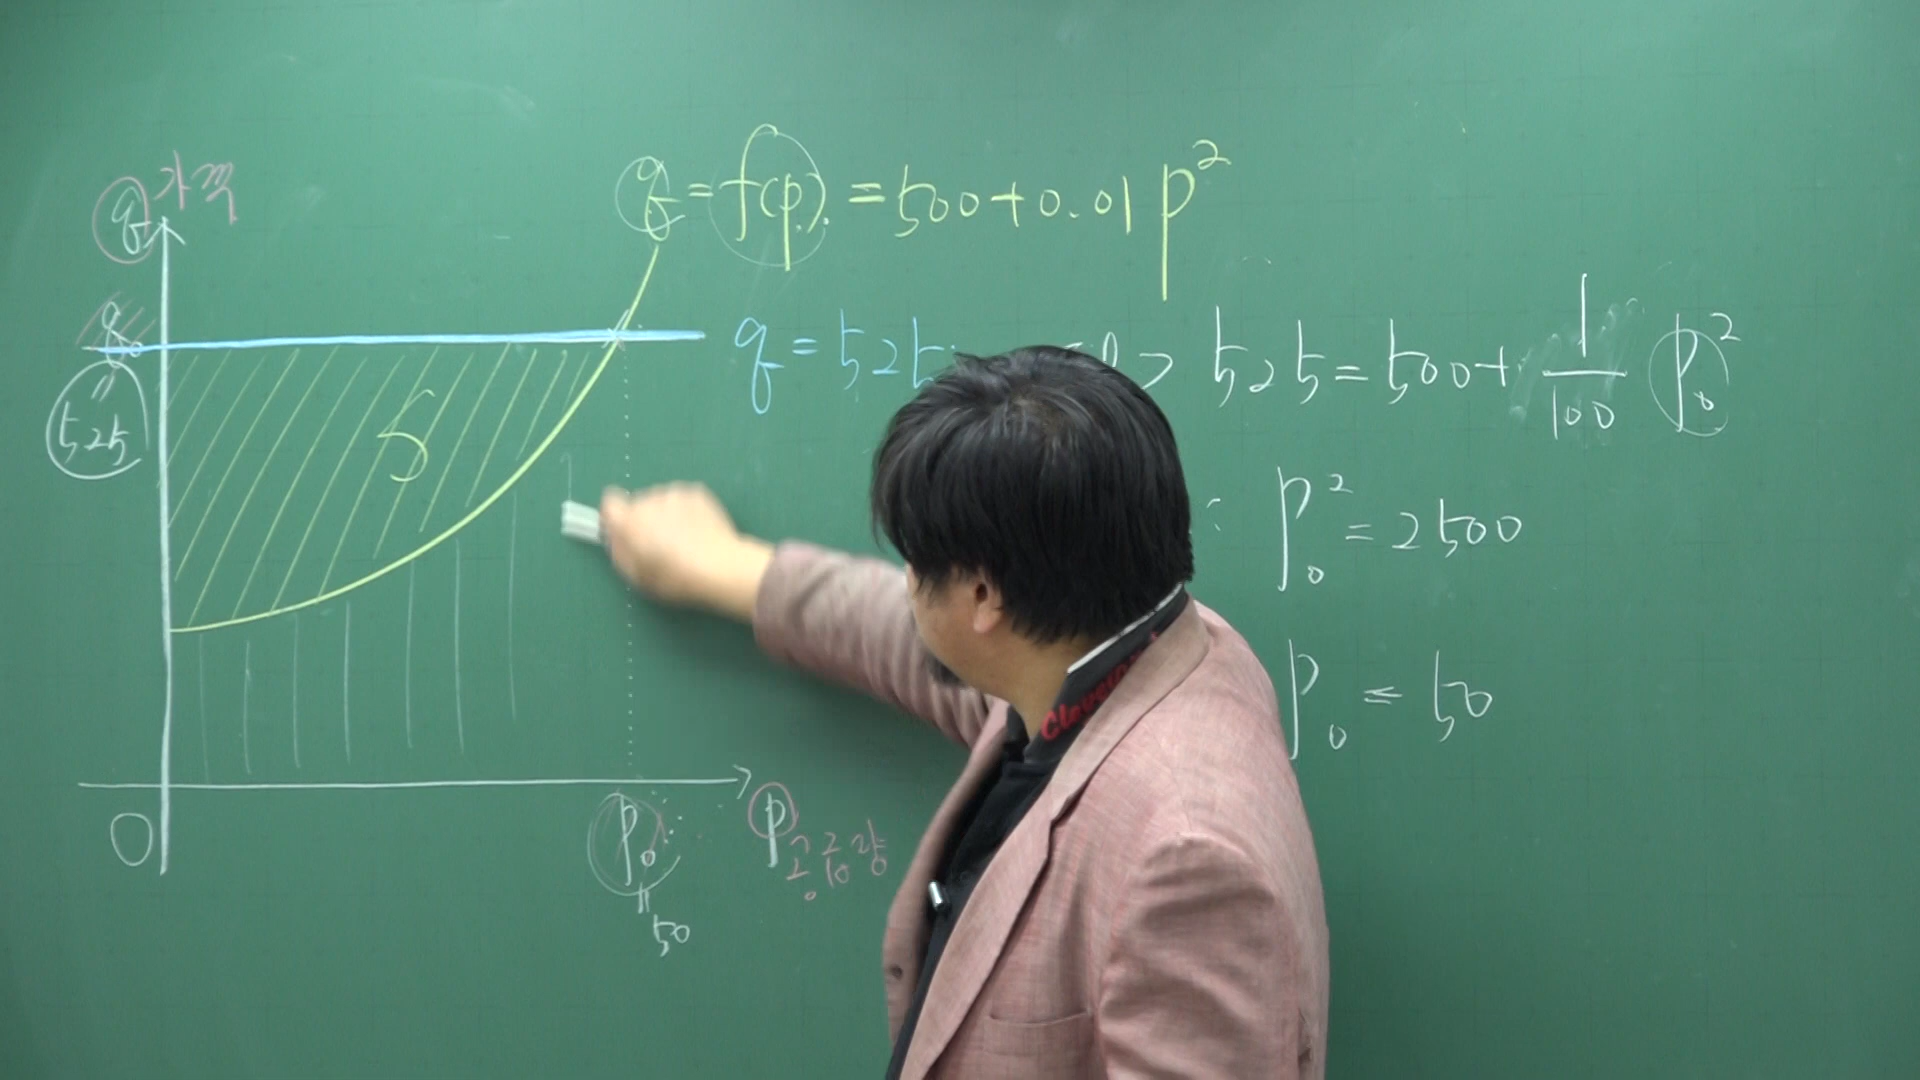 q = f(p) = 500 + 0.01 p²
q 가격
q = 525
525 = 500 + 1/100 p₀²
525
S
p₀² = 2500
p₀ = 50
O
p₀
p
공급량
= 50